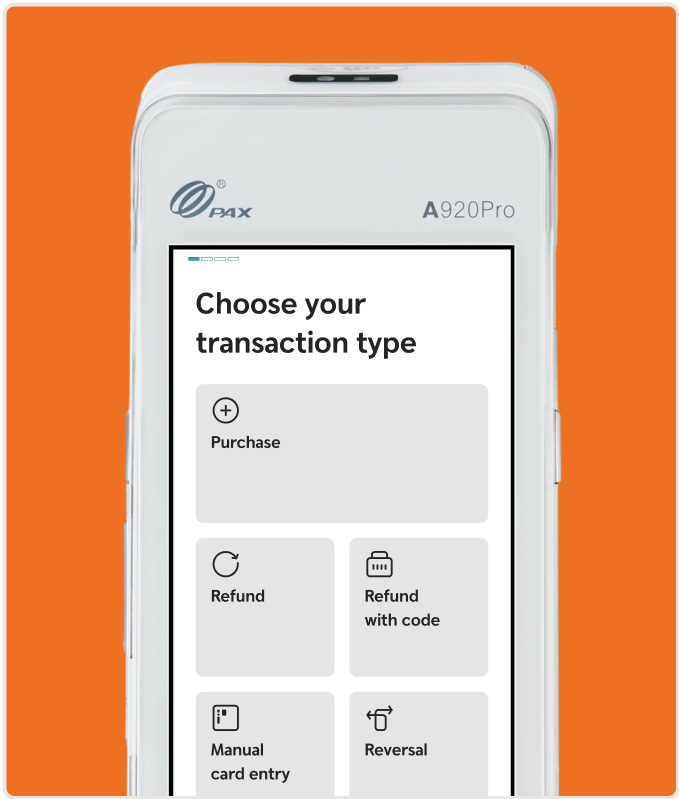 PAX®
A920Pro
Choose your
transaction type
Purchase
Refund
Refund
with code
Manual
card entry
Reversal